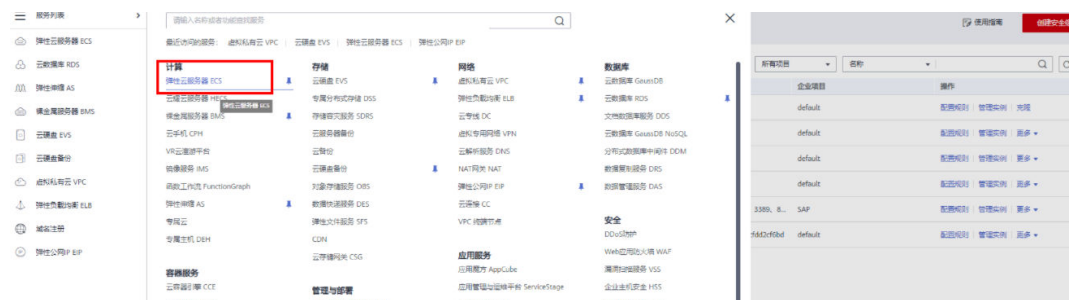 服务列表
弹性云服务器 ECS
云数据库 RDS
弹性伸缩 AS
裸金属服务器 BMS
云硬盘 EVS
云硬盘备份
虚拟私有云 VPC
弹性负载均衡 ELB
域名注册
弹性公网IP EIP
请输入名称或者功能查找服务
最近访问的服务: 虚拟私有云 VPC 云硬盘 EVS 弹性云服务器 ECS 弹性公网IP EIP
计算
弹性云服务器 ECS
弹性云服务器 ECS
云耀云服务器 HECS
裸金属服务器 BMS
云手机 CPH
VR云渲游平台
镜像服务 IMS
函数工作流 FunctionGraph
弹性伸缩 AS
专属云
专属主机 DEH
容器服务
云容器引擎 CCE
存储
云硬盘 EVS
专属分布式存储 DSS
存储容灾服务 SDRS
云服务器备份
云备份
云硬盘备份
对象存储服务 OBS
数据快递服务 DES
弹性文件服务 SFS
CDN
云存储网关 CSG
管理与部署
网络
虚拟私有云 VPC
弹性负载均衡 ELB
云专线 DC
虚拟专用网络 VPN
云解析服务 DNS
NAT网关 NAT
弹性公网IP EIP
云连接 CC
VPC 终端节点
应用服务
应用魔方 AppCube
应用管理与运维平台 ServiceStage
数据库
云数据库 GaussDB
云数据库 RDS
文档数据库服务 DDS
云数据库 GaussDB NoSQL
分布式数据库中间件 DDM
数据复制服务 DRS
数据管理服务 DAS
安全
DDoS防护
Web应用防火墙 WAF
漏洞扫描服务 VSS
企业主机安全 HSS
使用指南
创建安全
所有项目 名称
企业项目 操作
default 配置规则 管理实例 克隆
default 配置规则 管理实例 更多
default 配置规则 管理实例 更多
default 配置规则 管理实例 更多
3389, 8... SAP 配置规则 管理实例 更多
default 配置规则 管理实例 更多